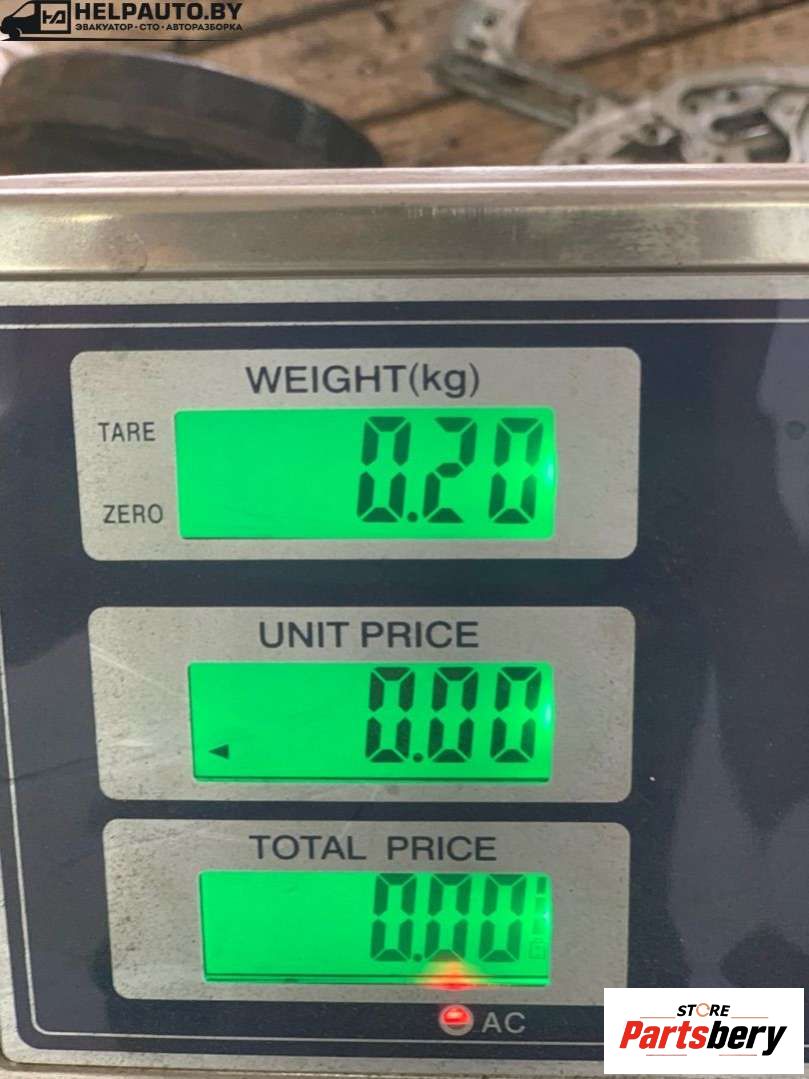 HELPAUTO.BY
ЭВАКУАТОР·СТО·АВТОРАЗБОРКА
WEIGHT(kg)
TARE
0.20
ZERO
UNIT PRICE
0.00
TOTAL PRICE
0.00
AC
STORE
Partsbery